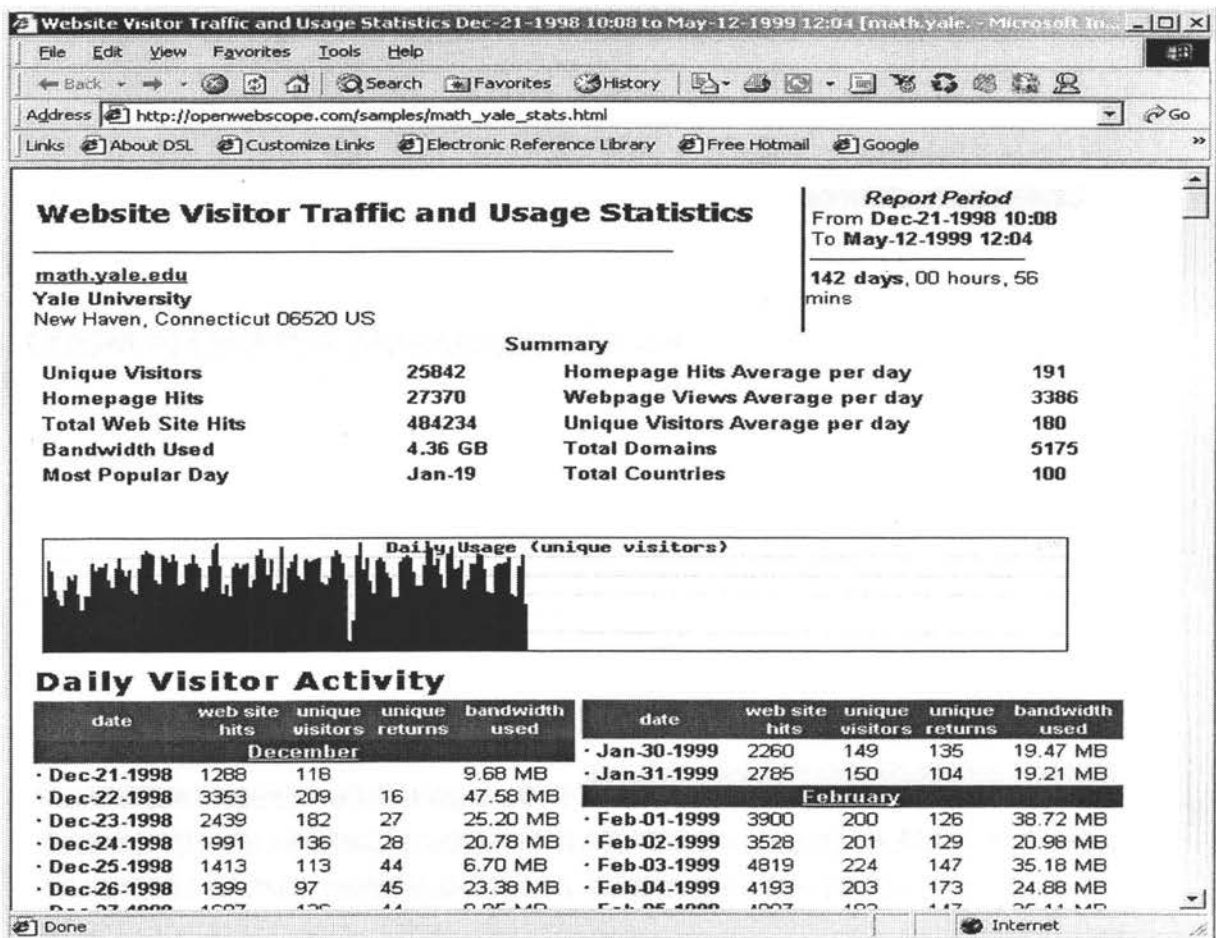 Website Visitor Traffic and Usage Statistics Dec-21-1998 10:08 to May-12-1999 12:04 [math.yale. - Microsoft In...
File Edit View Favorites Tools Help
Back Search Favorites History
Address http://openwebscope.com/samples/math_yale_stats.html Go
Links About DSL Customize Links Electronic Reference Library Free Hotmail Google
Website Visitor Traffic and Usage Statistics
Report Period
From Dec-21-1998 10:08
To May-12-1999 12:04
142 days, 00 hours, 56
mins
math.yale.edu
Yale University
New Haven, Connecticut 06520 US
Summary
Unique Visitors 25842 Homepage Hits Average per day 191
Homepage Hits 27370 Webpage Views Average per day 3386
Total Web Site Hits 484234 Unique Visitors Average per day 180
Bandwidth Used 4.36 GB Total Domains 5175
Most Popular Day Jan-19 Total Countries 100
Daily Usage (unique visitors)
Daily Visitor Activity
date web site hits unique visitors unique returns bandwidth used
December
· Dec-21-1998 1288 118 9.68 MB
· Dec-22-1998 3353 209 16 47.58 MB
· Dec-23-1998 2439 182 27 25.20 MB
· Dec-24-1998 1991 136 28 20.78 MB
· Dec-25-1998 1413 113 44 6.70 MB
· Dec-26-1998 1399 97 45 23.38 MB
date web site hits unique visitors unique returns bandwidth used
· Jan-30-1999 2260 149 135 19.47 MB
· Jan-31-1999 2785 150 104 19.21 MB
February
· Feb-01-1999 3900 200 126 38.72 MB
· Feb-02-1999 3528 201 129 20.98 MB
· Feb-03-1999 4819 224 147 35.18 MB
· Feb-04-1999 4193 203 173 24.88 MB
Done Internet